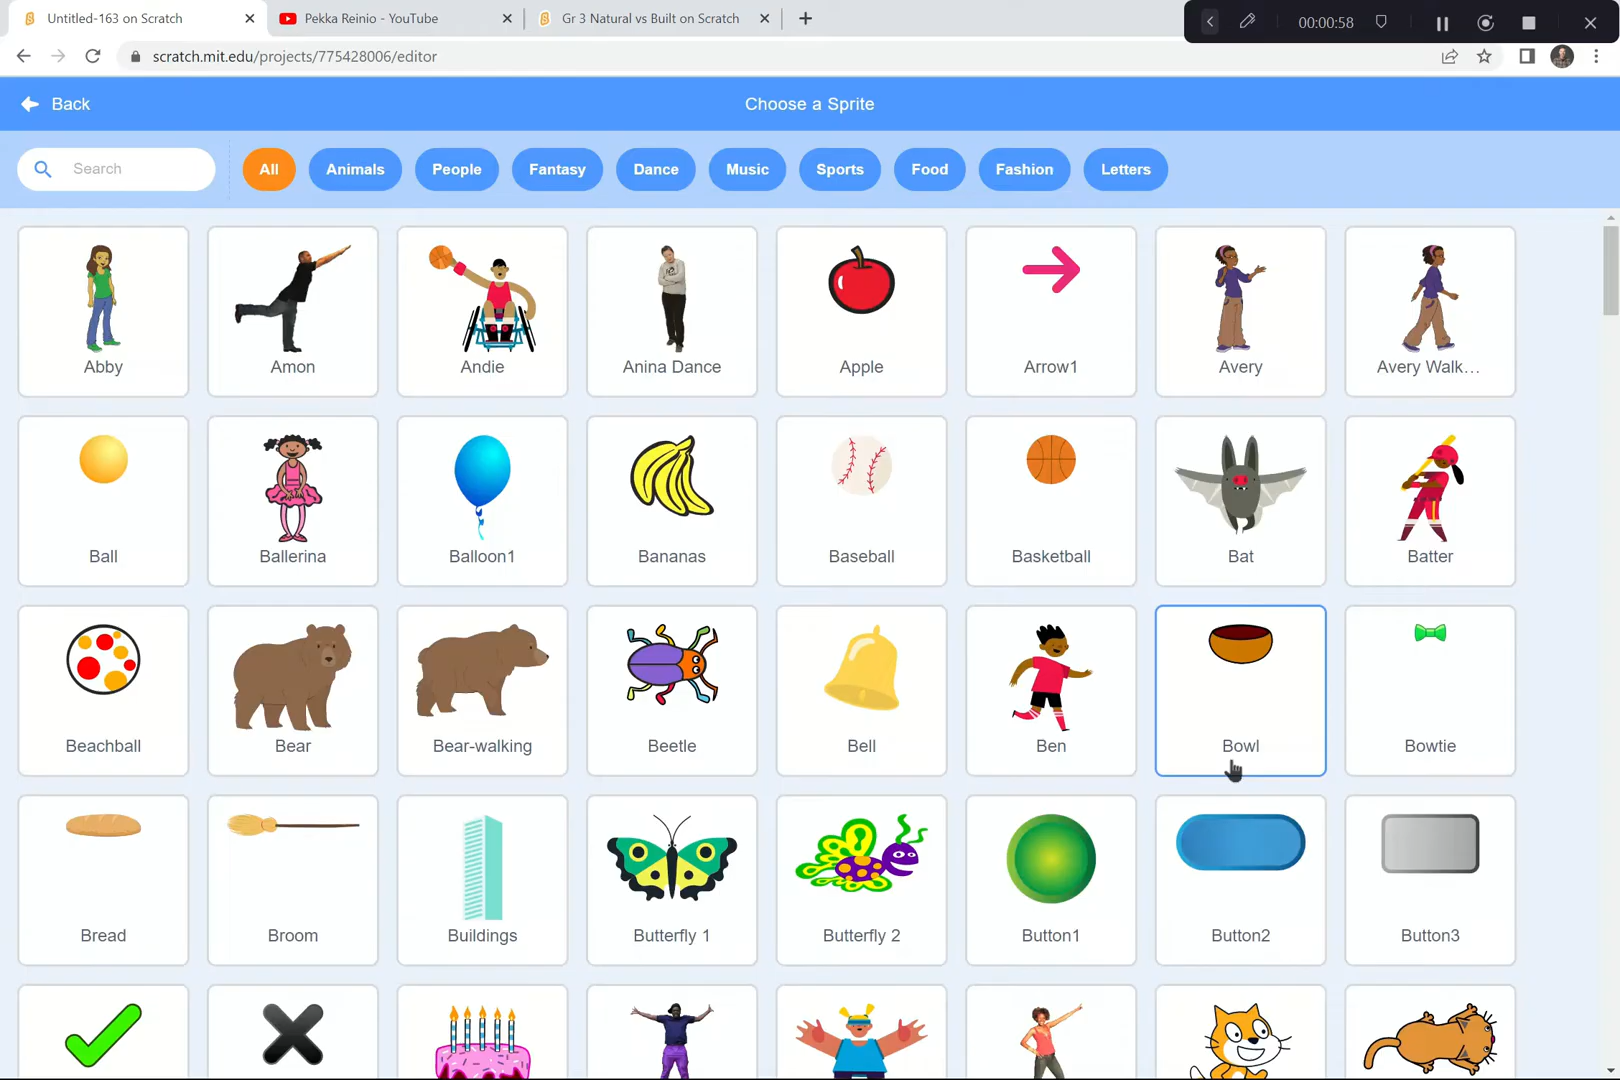 Untitled-163 on Scratch
Pekka Reinio - YouTube
Gr 3 Natural vs Built on Scratch
00:00:58
scratch.mit.edu/projects/775428006/editor
Back
Choose a Sprite
Search
All
Animals
People
Fantasy
Dance
Music
Sports
Food
Fashion
Letters
Abby
Amon
Andie
Anina Dance
Apple
Arrow1
Avery
Avery Walk...
Ball
Ballerina
Balloon1
Bananas
Baseball
Basketball
Bat
Batter
Beachball
Bear
Bear-walking
Beetle
Bell
Ben
Bowl
Bowtie
Bread
Broom
Buildings
Butterfly 1
Butterfly 2
Button1
Button2
Button3